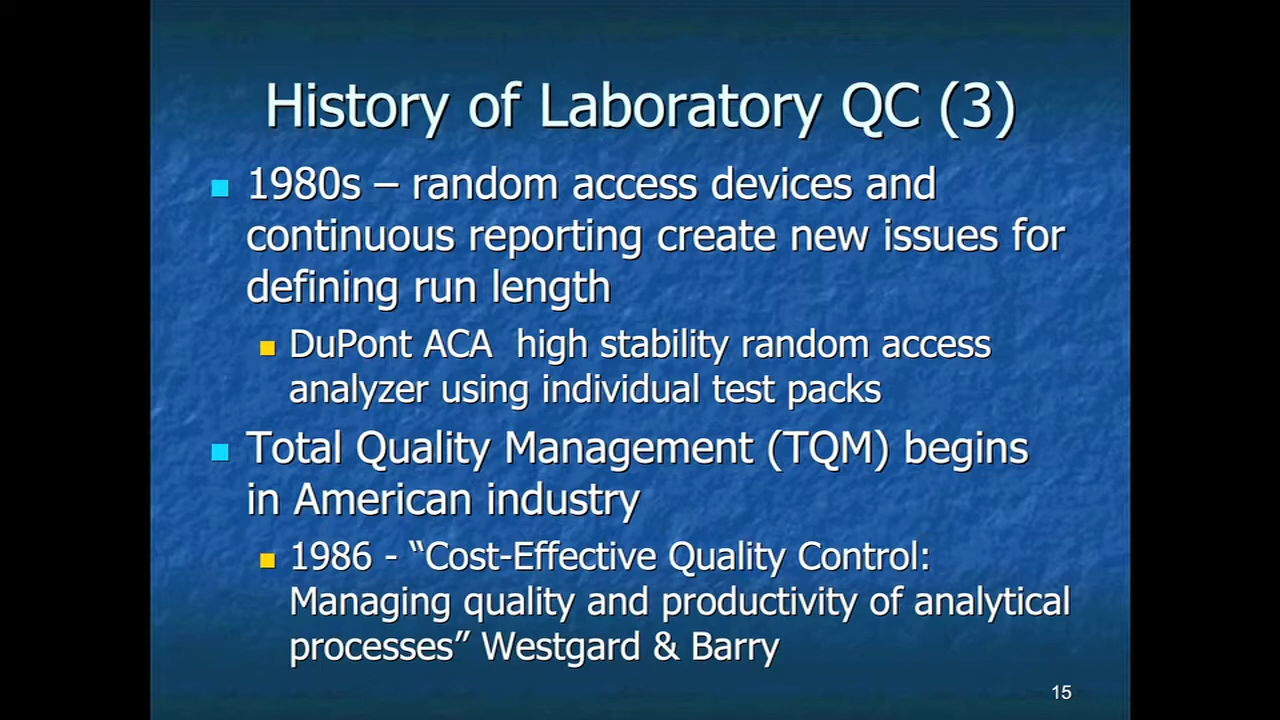 History of Laboratory QC (3)
1980s – random access devices and
continuous reporting create new issues for
defining run length
DuPont ACA  high stability random access
analyzer using individual test packs
Total Quality Management (TQM) begins
in American industry
1986 - “Cost-Effective Quality Control:
Managing quality and productivity of analytical
processes” Westgard & Barry
15